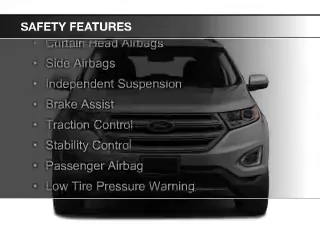 SAFETY FEATURES
• Curtain Head Airbags
• Side Airbags
• Independent Suspension
• Brake Assist
• Traction Control
• Stability Control
• Passenger Airbag
• Low Tire Pressure Warning
Ford